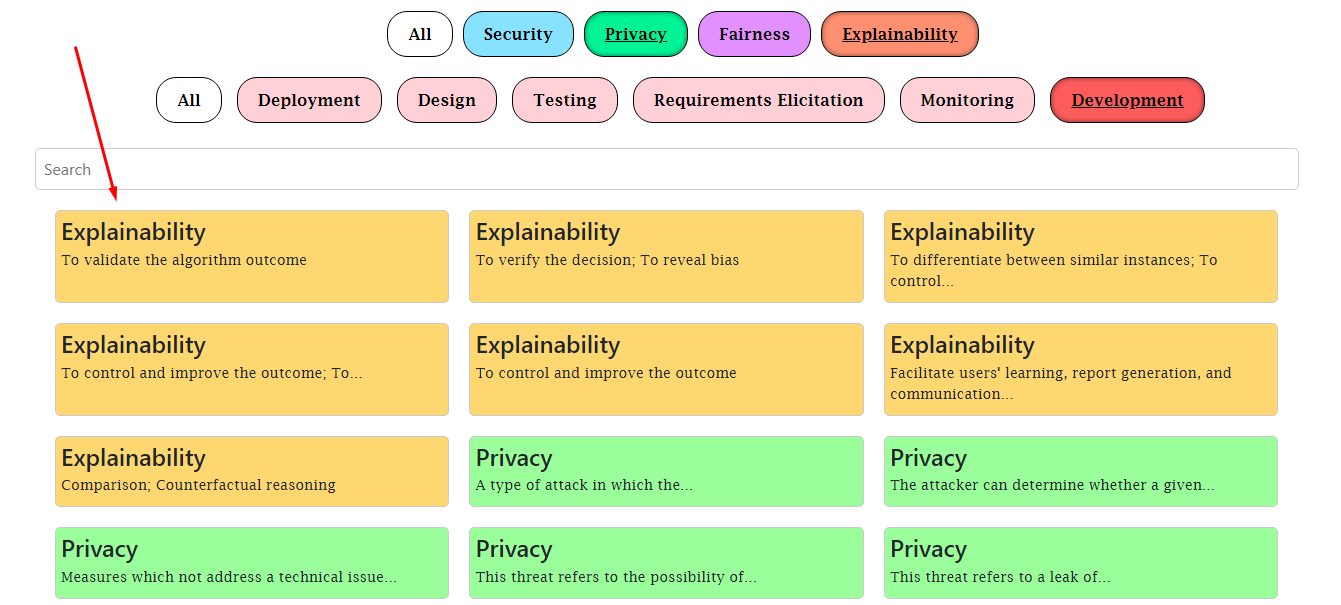 All
Security
Privacy
Fairness
Explainability
All
Deployment
Design
Testing
Requirements Elicitation
Monitoring
Development
Search
Explainability
To validate the algorithm outcome
Explainability
To verify the decision; To reveal bias
Explainability
To differentiate between similar instances; To
control...
Explainability
To control and improve the outcome; To...
Explainability
To control and improve the outcome
Explainability
Facilitate users' learning, report generation, and
communication...
Explainability
Comparison; Counterfactual reasoning
Privacy
A type of attack in which the...
Privacy
The attacker can determine whether a given...
Privacy
Measures which not address a technical issue...
Privacy
This threat refers to the possibility of...
Privacy
This threat refers to a leak of...